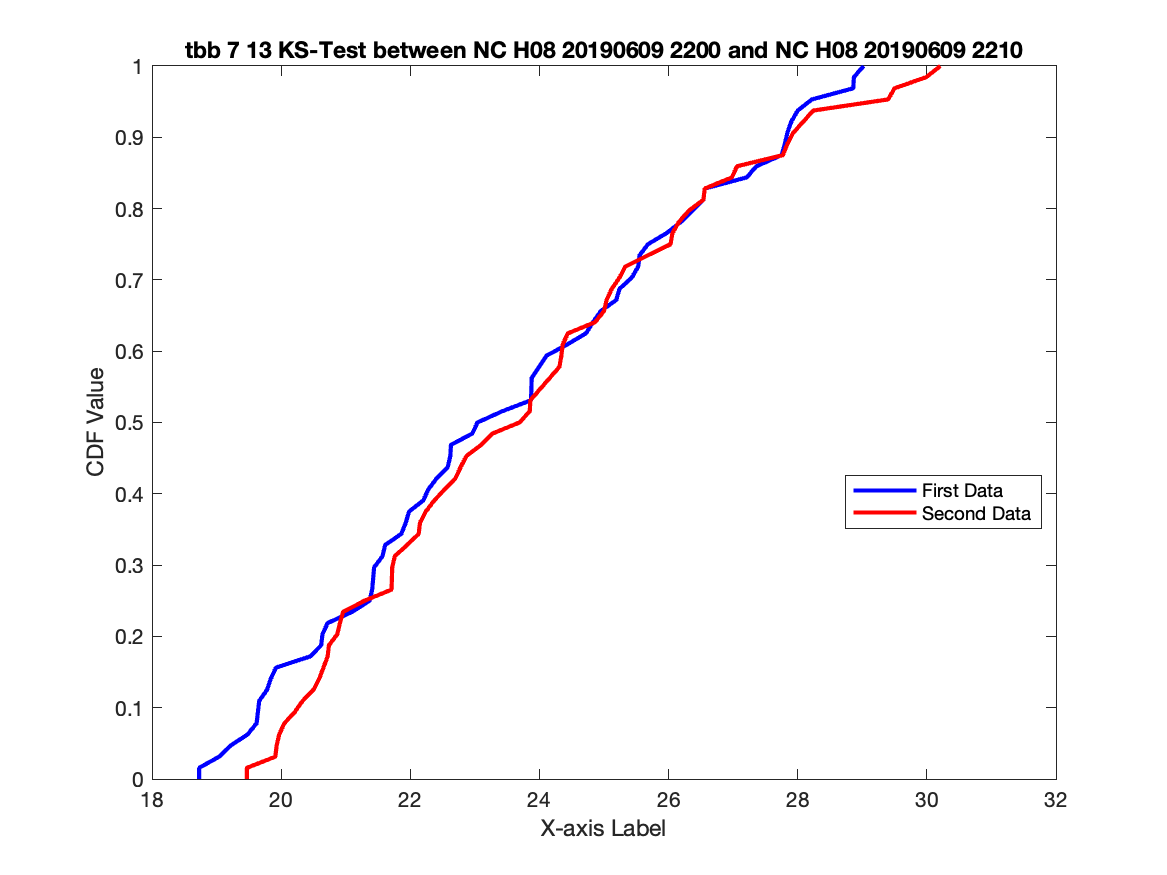 tbb 7 13 KS-Test between NC H08 20190609 2200 and NC H08 20190609 2210
1
0.9
0.8
0.7
0.6
0.5
0.4
0.3
0.2
0.1
0
CDF Value
First Data
Second Data
18 20 22 24 26 28 30 32
X-axis Label